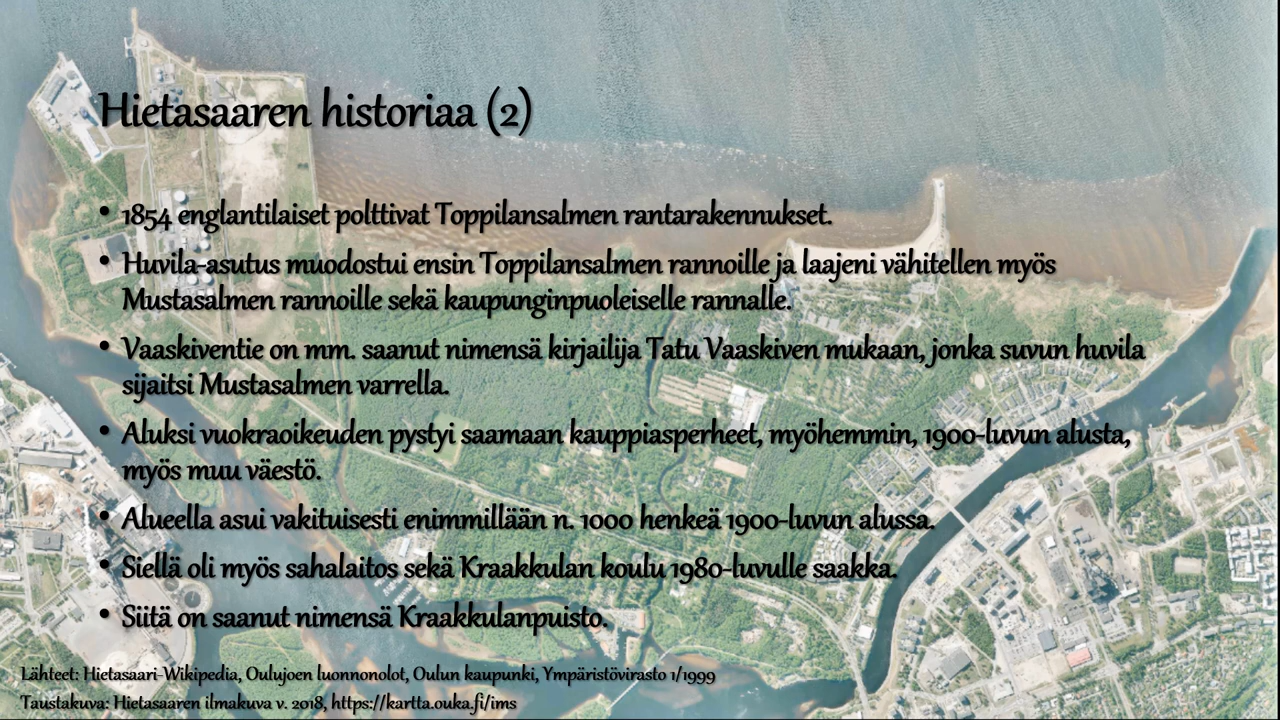 Hietasaaren historiaa (2)
• 1854 englantilaiset polttivat Toppilansalmen rantarakennukset.
• Huvila-asutus muodostui ensin Toppilansalmen rannoille ja laajeni vähitellen myös
Mustasalmen rannoille sekä kaupunginpuoleiselle rannalle.
• Vaaskiventie on mm. saanut nimensä kirjailija Tatu Vaaskiven mukaan, jonka suvun huvila
sijaitsi Mustasalmen varrella.
• Aluksi vuokraoikeuden pystyi saamaan kauppiasperheet, myöhemmin, 1900-luvun alusta,
myös muu väestö.
• Alueella asui vakituisesti enimmillään n. 1000 henkeä 1900-luvun alussa.
• Siellä oli myös sahalaitos sekä Kraakkulan koulu 1980-luvulle saakka.
• Siitä on saanut nimensä Kraakkulanpuisto.
Lähteet: Hietasaari-Wikipedia, Oulujoen luonnonolot, Oulun kaupunki, Ympäristövirasto 1/1999
Taustakuva: Hietasaaren ilmakuva v. 2018, https://kartta.ouka.fi/ims